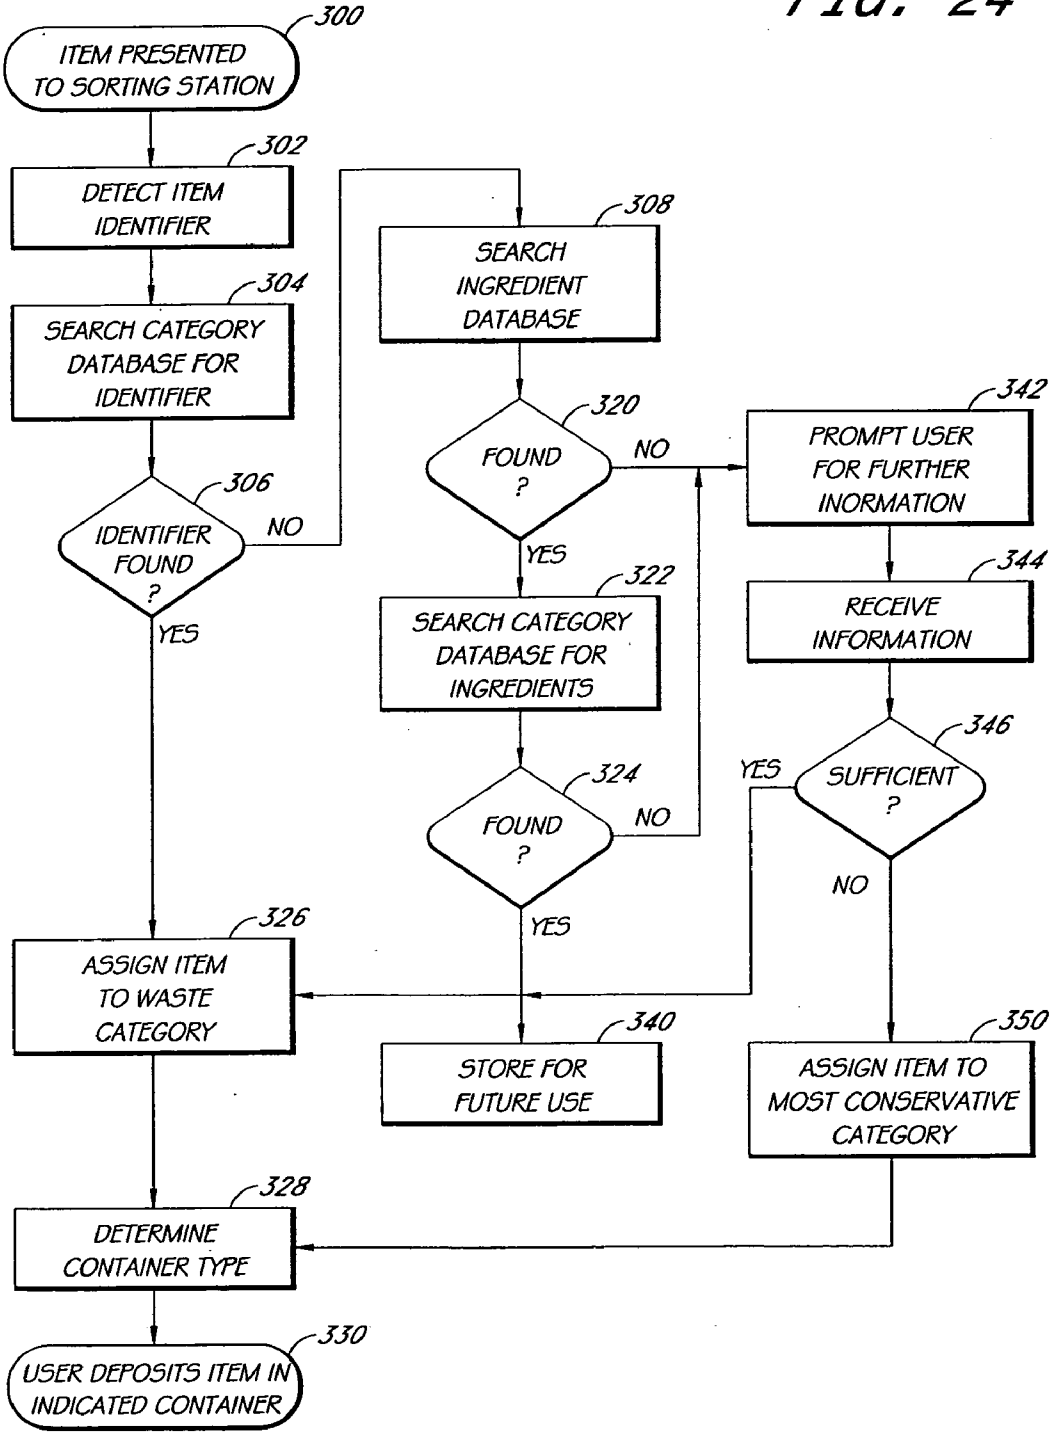 FIG. 24
300
ITEM PRESENTED
TO SORTING STATION
302
DETECT ITEM
IDENTIFIER
304
SEARCH CATEGORY
DATABASE FOR
IDENTIFIER
306
IDENTIFIER
FOUND
?
NO
YES
308
SEARCH
INGREDIENT
DATABASE
320
FOUND
?
NO
YES
322
SEARCH CATEGORY
DATABASE FOR
INGREDIENTS
324
FOUND
?
NO
YES
342
PROMPT USER
FOR FURTHER
INORMATION
344
RECEIVE
INFORMATION
346
SUFFICIENT
?
YES
NO
326
ASSIGN ITEM
TO WASTE
CATEGORY
340
STORE FOR
FUTURE USE
350
ASSIGN ITEM TO
MOST CONSERVATIVE
CATEGORY
328
DETERMINE
CONTAINER TYPE
330
USER DEPOSITS ITEM IN
INDICATED CONTAINER